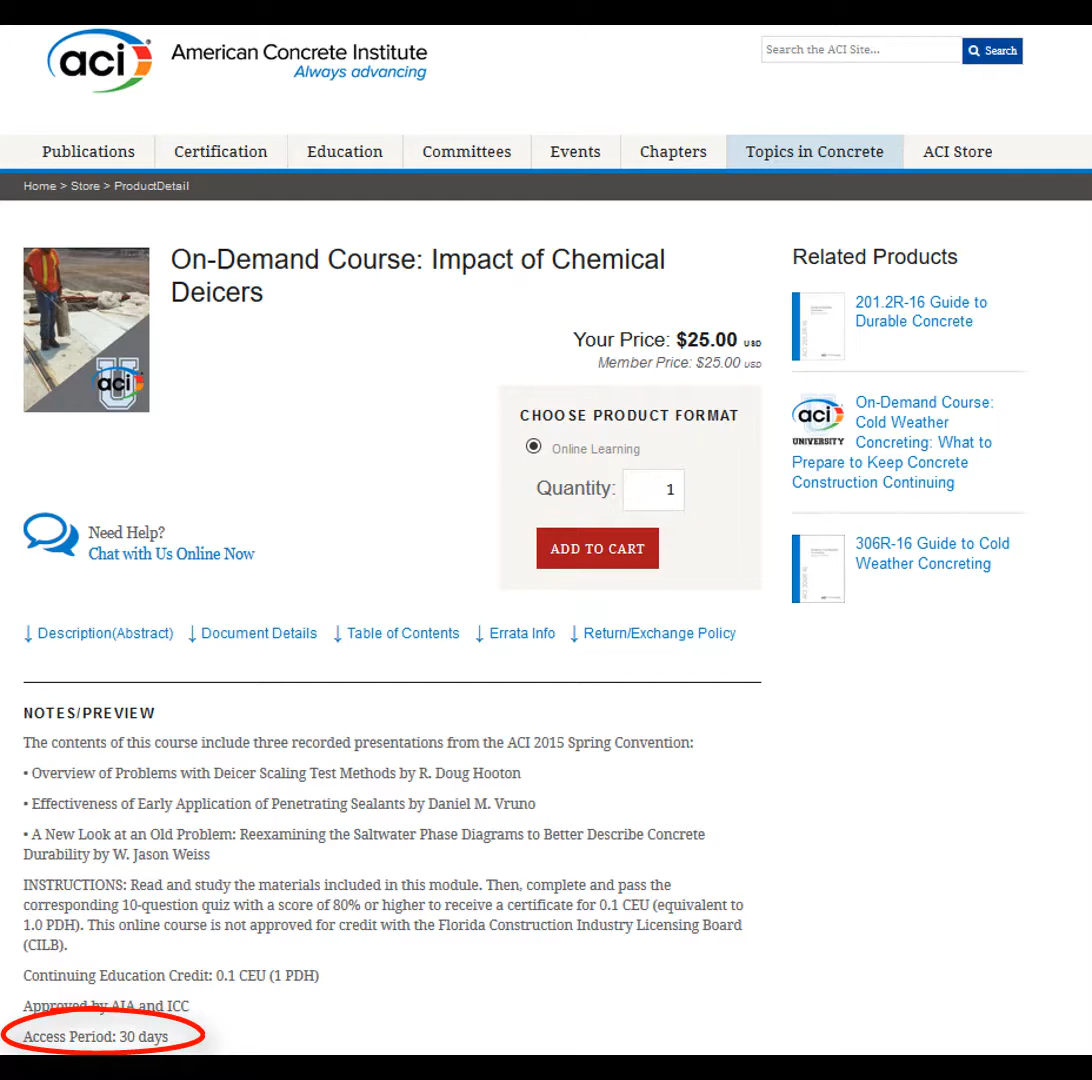 aci American Concrete Institute
Always advancing
Search the ACI Site...
Search
Publications Certification Education Committees Events Chapters Topics in Concrete ACI Store
Home > Store > ProductDetail
On-Demand Course: Impact of Chemical
Deicers
aci
Your Price: $25.00 USD
Member Price: $25.00 USD
CHOOSE PRODUCT FORMAT
Online Learning
Quantity: 1
ADD TO CART
Need Help?
Chat with Us Online Now
Related Products
201.2R-16 Guide to
Durable Concrete
aci
UNIVERSITY
On-Demand Course:
Cold Weather
Concreting: What to
Prepare to Keep Concrete
Construction Continuing
306R-16 Guide to Cold
Weather Concreting
↓ Description(Abstract) ↓ Document Details ↓ Table of Contents ↓ Errata Info ↓ Return/Exchange Policy
NOTES/PREVIEW
The contents of this course include three recorded presentations from the ACI 2015 Spring Convention:
• Overview of Problems with Deicer Scaling Test Methods by R. Doug Hooton
• Effectiveness of Early Application of Penetrating Sealants by Daniel M. Vruno
• A New Look at an Old Problem: Reexamining the Saltwater Phase Diagrams to Better Describe Concrete
Durability by W. Jason Weiss
INSTRUCTIONS: Read and study the materials included in this module. Then, complete and pass the
corresponding 10-question quiz with a score of 80% or higher to receive a certificate for 0.1 CEU (equivalent to
1.0 PDH). This online course is not approved for credit with the Florida Construction Industry Licensing Board
(CILB).
Continuing Education Credit: 0.1 CEU (1 PDH)
Approved by AIA and ICC
Access Period: 30 days